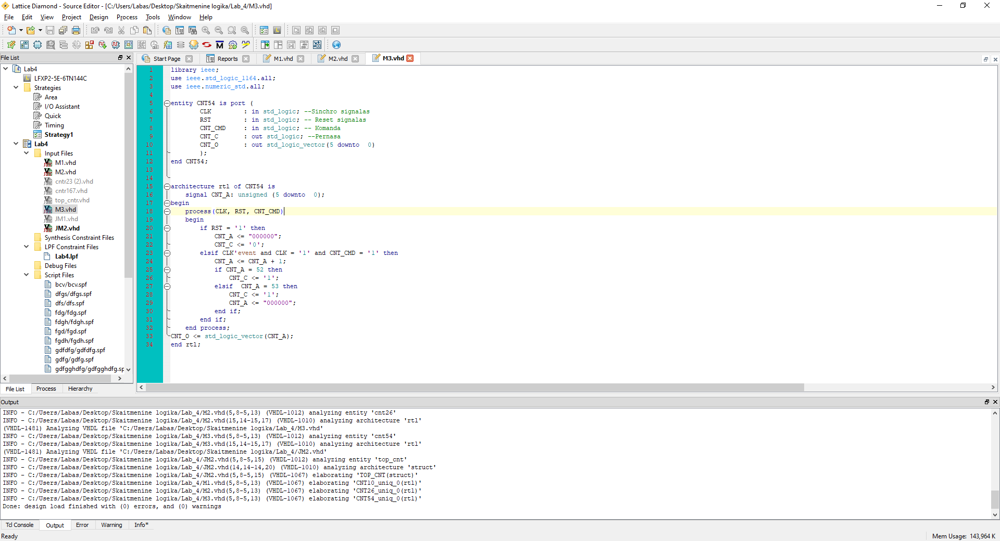 Lattice Diamond - Source Editor - [C:/Users/Labas/Desktop/Skaitmenine logika/Lab_4/M3.vhd]
File Edit View Project Design Process Tools Window Help
File List
Lab4
LFXP2-5E-6TN144C
Strategies
Area
I/O Assistant
Quick
Timing
Strategy1
Lab4
Input Files
M1.vhd
M2.vhd
cntr23 (2).vhd
cntr167.vhd
top_cntr.vhd
M3.vhd
JM1.vhd
JM2.vhd
Synthesis Constraint Files
LPF Constraint Files
Lab4.lpf
Debug Files
Script Files
bcv/bcv.spf
dfgs/dfgs.spf
dfs/dfs.spf
fdg/fdg.spf
fdgh/fdgh.spf
fgd/fgd.spf
fgdh/fgdh.spf
gdfdfg/gdfdfg.spf
gdfg/gdfg.spf
gdfgghdfg/gdfgghdfg.sp
File List Process Hierarchy
Start Page Reports M1.vhd M2.vhd M3.vhd
1 library ieee;
2 use ieee.std_logic_1164.all;
3 use ieee.numeric_std.all;
4
5 entity CNT54 is port (
6 CLK : in std_logic; --Sinchro signalas
7 RST : in std_logic; -- Reset signalas
8 CNT_CMD : in std_logic; -- Komanda
9 CNT_C : out std_logic; --Pernasa
10 CNT_O : out std_logic_vector(5 downto 0)
11 );
12 end CNT54;
13
14
15 architecture rtl of CNT54 is
16 signal CNT_A: unsigned (5 downto 0);
17 begin
18 process(CLK, RST, CNT_CMD)
19 begin
20 if RST = '1' then
21 CNT_A <= "000000";
22 CNT_C <= '0';
23 elsif CLK'event and CLK = '1' and CNT_CMD = '1' then
24 CNT_A <= CNT_A + 1;
25 if CNT_A = 52 then
26 CNT_C <= '1';
27 elsif CNT_A = 53 then
28 CNT_C <= '1';
29 CNT_A <= "000000";
30 end if;
31 end if;
32 end process;
33 CNT_O <= std_logic_vector(CNT_A);
34 end rtl;
Output
INFO - C:/Users/Labas/Desktop/Skaitmenine logika/Lab_4/M2.vhd(5,8-5,13) (VHDL-1012) analyzing entity 'cnt26'
INFO - C:/Users/Labas/Desktop/Skaitmenine logika/Lab_4/M2.vhd(15,14-15,17) (VHDL-1010) analyzing architecture 'rtl'
(VHDL-1481) Analyzing VHDL file 'C:/Users/Labas/Desktop/Skaitmenine logika/Lab_4/M3.vhd'
INFO - C:/Users/Labas/Desktop/Skaitmenine logika/Lab_4/M3.vhd(5,8-5,13) (VHDL-1012) analyzing entity 'cnt54'
INFO - C:/Users/Labas/Desktop/Skaitmenine logika/Lab_4/M3.vhd(15,14-15,17) (VHDL-1010) analyzing architecture 'rtl'
(VHDL-1481) Analyzing VHDL file 'C:/Users/Labas/Desktop/Skaitmenine logika/Lab_4/JM2.vhd'
INFO - C:/Users/Labas/Desktop/Skaitmenine logika/Lab_4/JM2.vhd(5,8-5,15) (VHDL-1012) analyzing entity 'top_cnt'
INFO - C:/Users/Labas/Desktop/Skaitmenine logika/Lab_4/JM2.vhd(14,14-14,20) (VHDL-1010) analyzing architecture 'struct'
INFO - C:/Users/Labas/Desktop/Skaitmenine logika/Lab_4/JM2.vhd(5,8-5,15) (VHDL-1067) elaborating 'TOP_CNT(struct)'
INFO - C:/Users/Labas/Desktop/Skaitmenine logika/Lab_4/M1.vhd(5,8-5,13) (VHDL-1067) elaborating 'CNT10_uniq_0(rtl)'
INFO - C:/Users/Labas/Desktop/Skaitmenine logika/Lab_4/M2.vhd(5,8-5,13) (VHDL-1067) elaborating 'CNT26_uniq_0(rtl)'
INFO - C:/Users/Labas/Desktop/Skaitmenine logika/Lab_4/M3.vhd(5,8-5,13) (VHDL-1067) elaborating 'CNT54_uniq_0(rtl)'
Done: design load finished with (0) errors, and (0) warnings
Tcl Console Output Error Warning Info*
Ready Mem Usage: 143,964 K